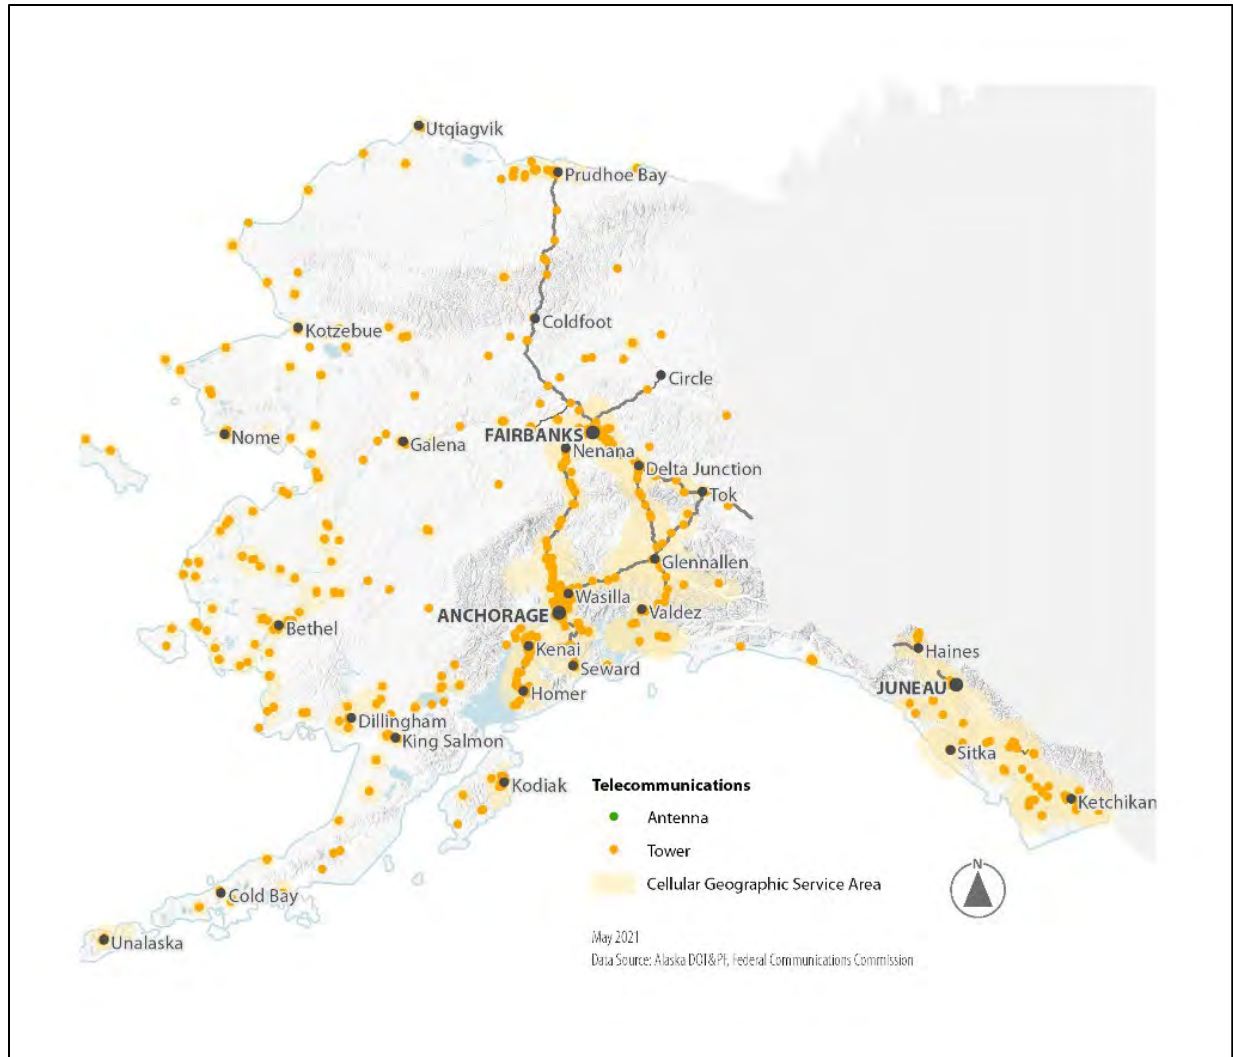 Utqiagvik
Prudhoe Bay
Coldfoot
Kotzebue
Circle
Nome
Galena
FAIRBANKS
Nenana
Delta Junction
Tok
Glennallen
Wasilla
ANCHORAGE
Valdez
Bethel
Kenai
Seward
Haines
JUNEAU
Homer
Dillingham
King Salmon
Sitka
Kodiak
Ketchikan
Telecommunications
Antenna
Tower
Cellular Geographic Service Area
N
Cold Bay
Unalaska
May 2021
Data Source: Alaska DOT&PF, Federal Communications Commission